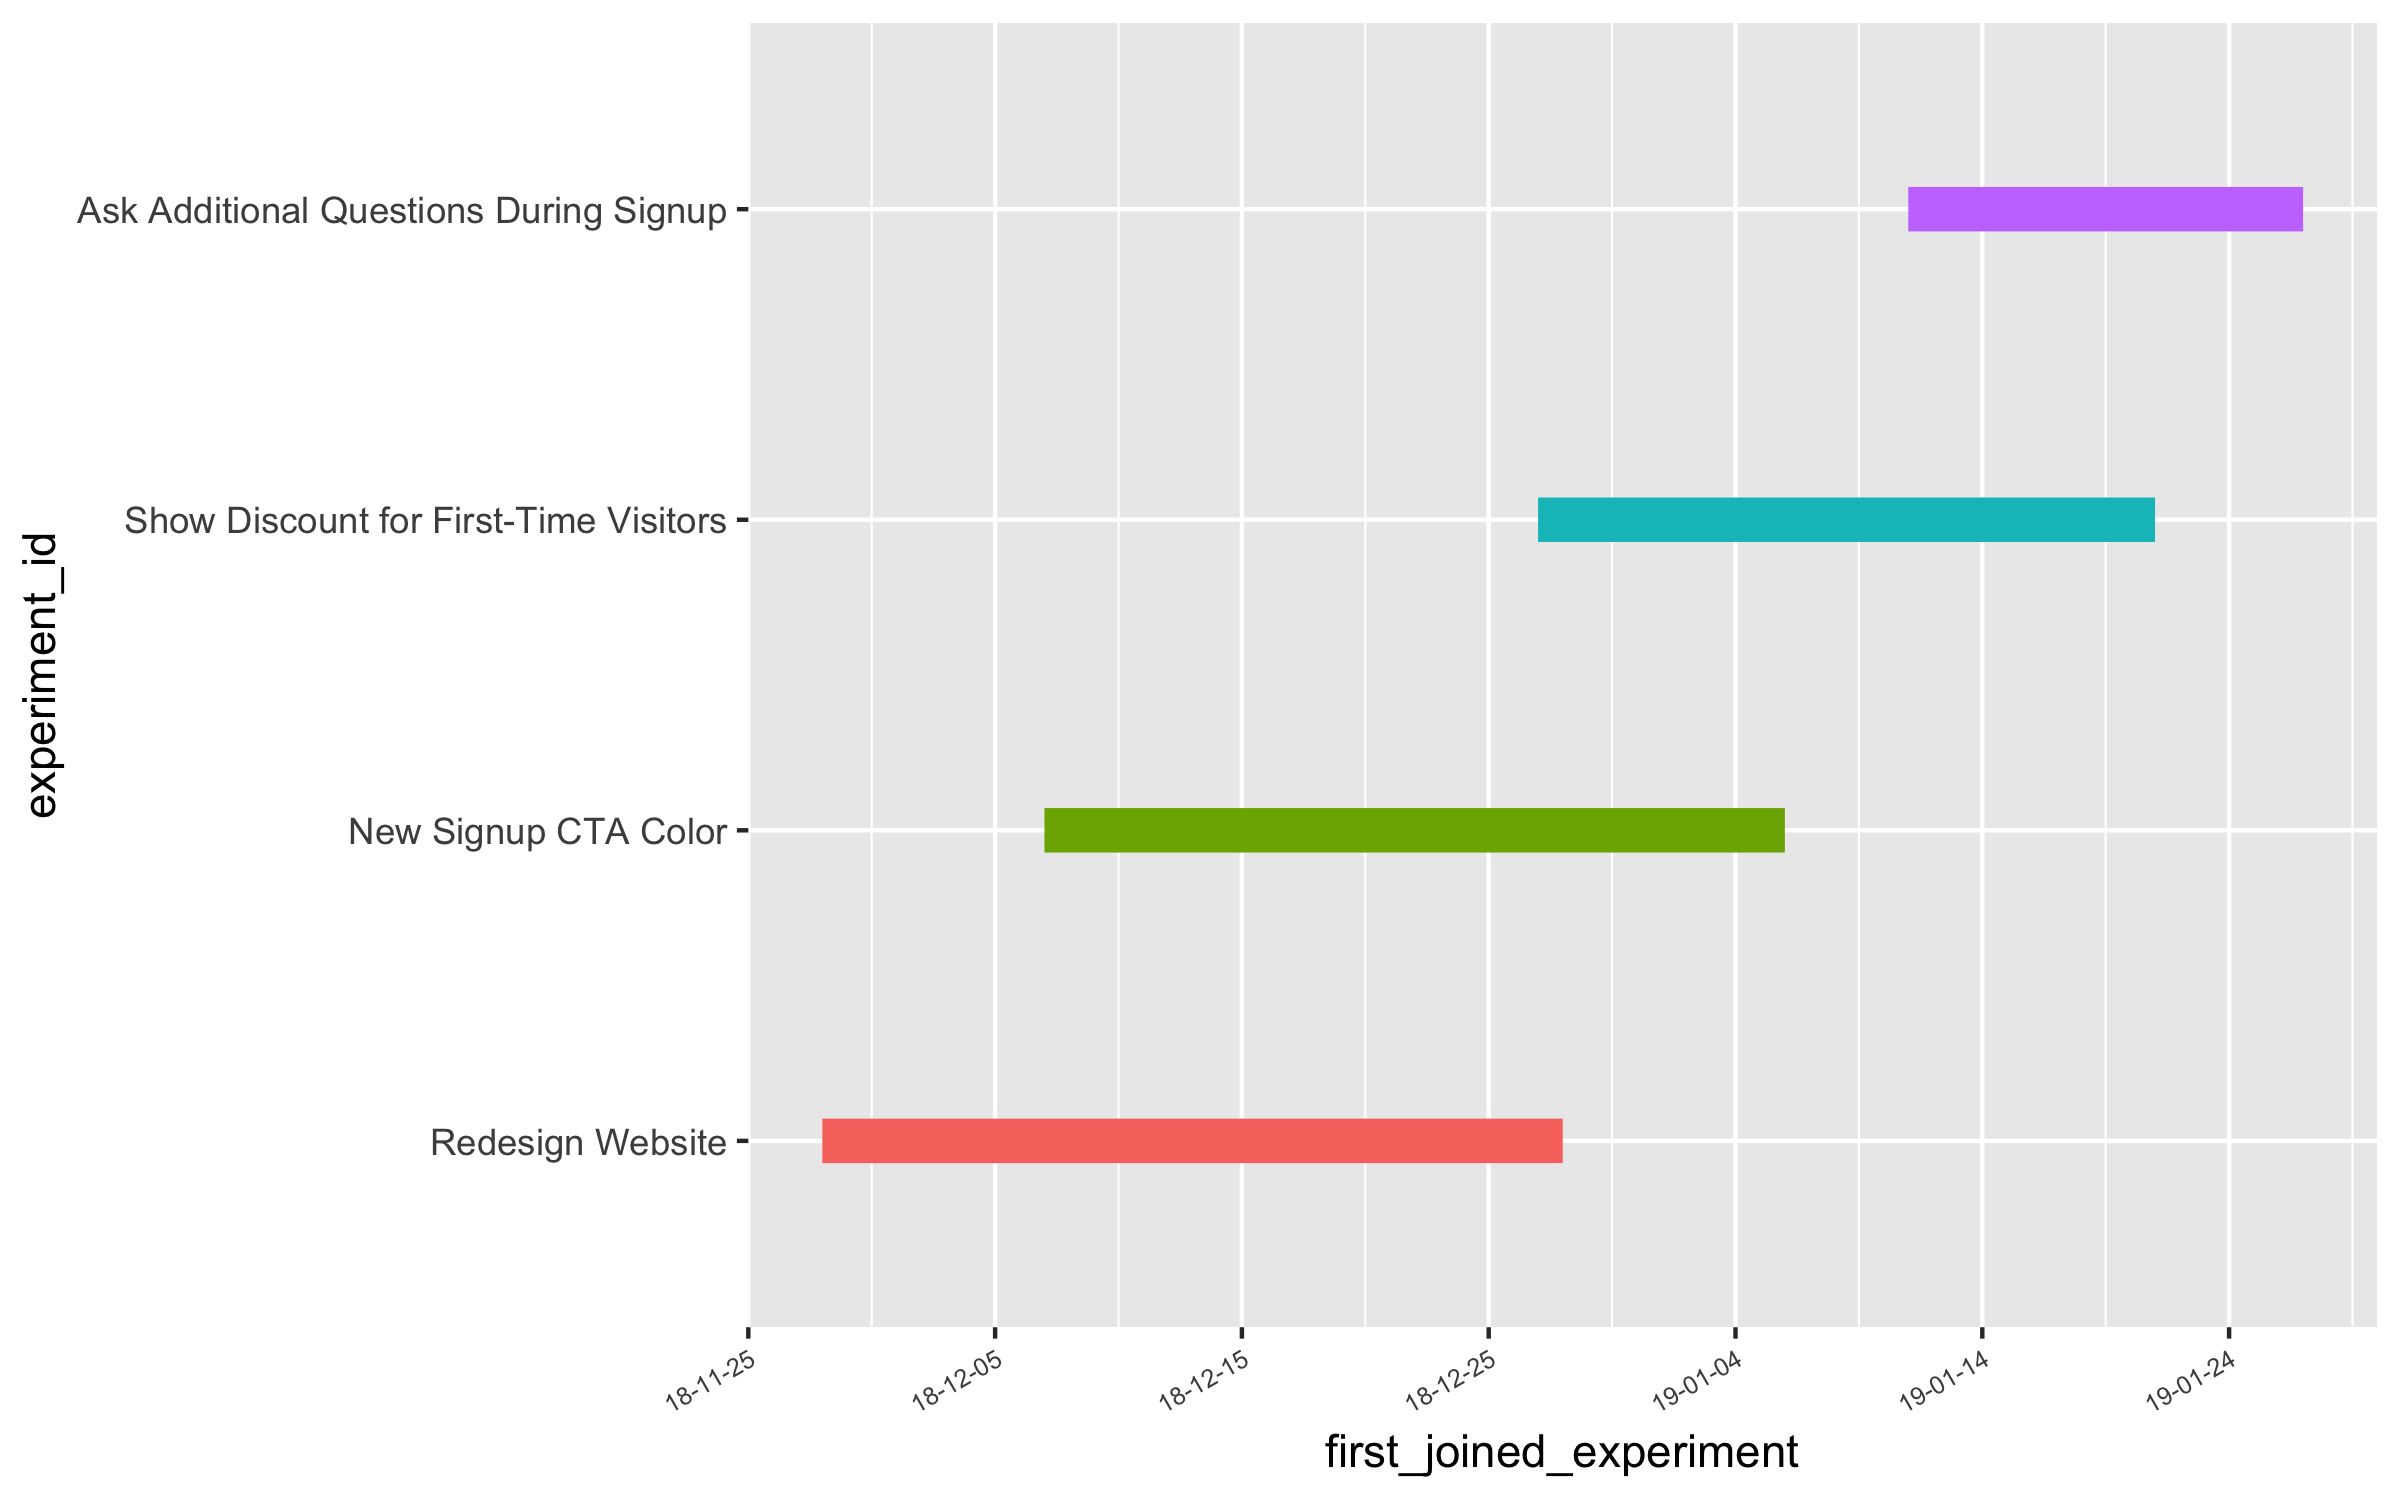 Ask Additional Questions During Signup
Show Discount for First-Time Visitors
New Signup CTA Color
Redesign Website
experiment_id
18-11-25
18-12-05
18-12-15
18-12-25
19-01-04
19-01-14
19-01-24
first_joined_experiment